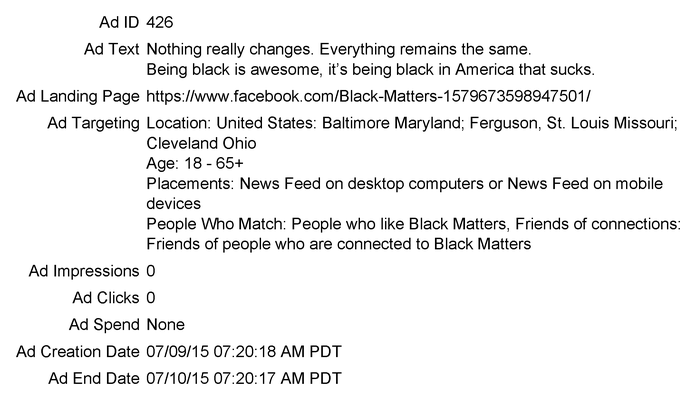 Ad ID 426
Ad Text Nothing really changes. Everything remains the same.
Being black is awesome, it's being black in America that sucks.
Ad Landing Page https://www.facebook.com/Black-Matters-1579673598947501/
Ad Targeting Location: United States: Baltimore Maryland; Ferguson, St. Louis Missouri;
Cleveland Ohio
Age: 18 - 65+
Placements: News Feed on desktop computers or News Feed on mobile
devices
People Who Match: People who like Black Matters, Friends of connections:
Friends of people who are connected to Black Matters
Ad Impressions 0
Ad Clicks 0
Ad Spend None
Ad Creation Date 07/09/15 07:20:18 AM PDT
Ad End Date 07/10/15 07:20:17 AM PDT